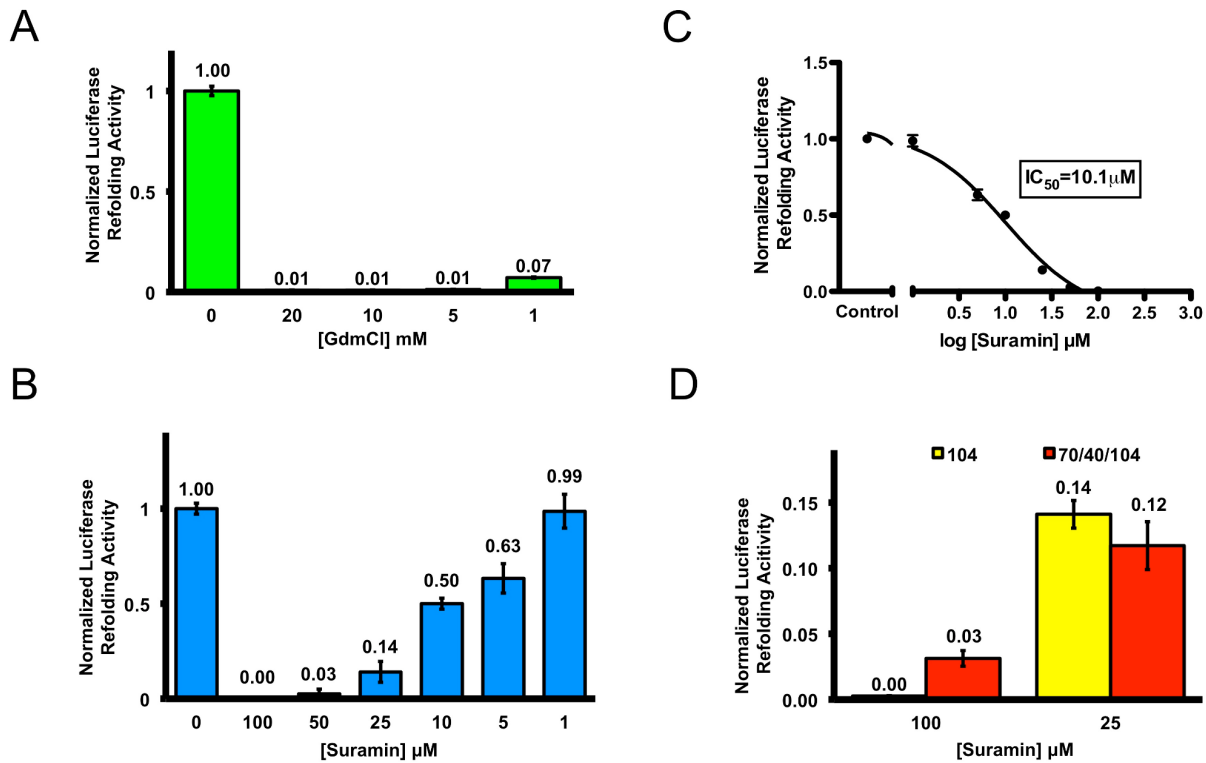 A
Normalized Luciferase
Refolding Activity
1
0.5
0
1.00
0.01
0.01
0.01
0.07
0
20
10
5
1
[GdmCl] mM
B
Normalized Luciferase
Refolding Activity
1
0.5
0
1.00
0.00
0.03
0.14
0.50
0.63
0.99
0
100
50
25
10
5
1
[Suramin] µM
C
Normalized Luciferase
Refolding Activity
1.5
1.0
0.5
0.0
IC50=10.1µM
Control
0.5
1.0
1.5
2.0
2.5
3.0
log [Suramin] µM
D
Normalized Luciferase
Refolding Acitivity
104
70/40/104
0.15
0.10
0.05
0.00
0.00
0.03
0.14
0.12
100
25
[Suramin] µM